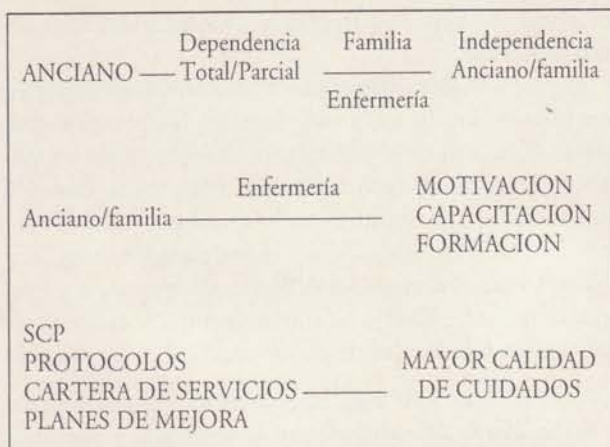 Dependencia Familia Independencia
ANCIANO — Total/Parcial ———— Anciano/familia
Enfermería
Enfermería MOTIVACION
Anciano/familia ———————— CAPACITACION
FORMACION
SCP
PROTOCOLOS MAYOR CALIDAD
CARTERA DE SERVICIOS ——— DE CUIDADOS
PLANES DE MEJORA